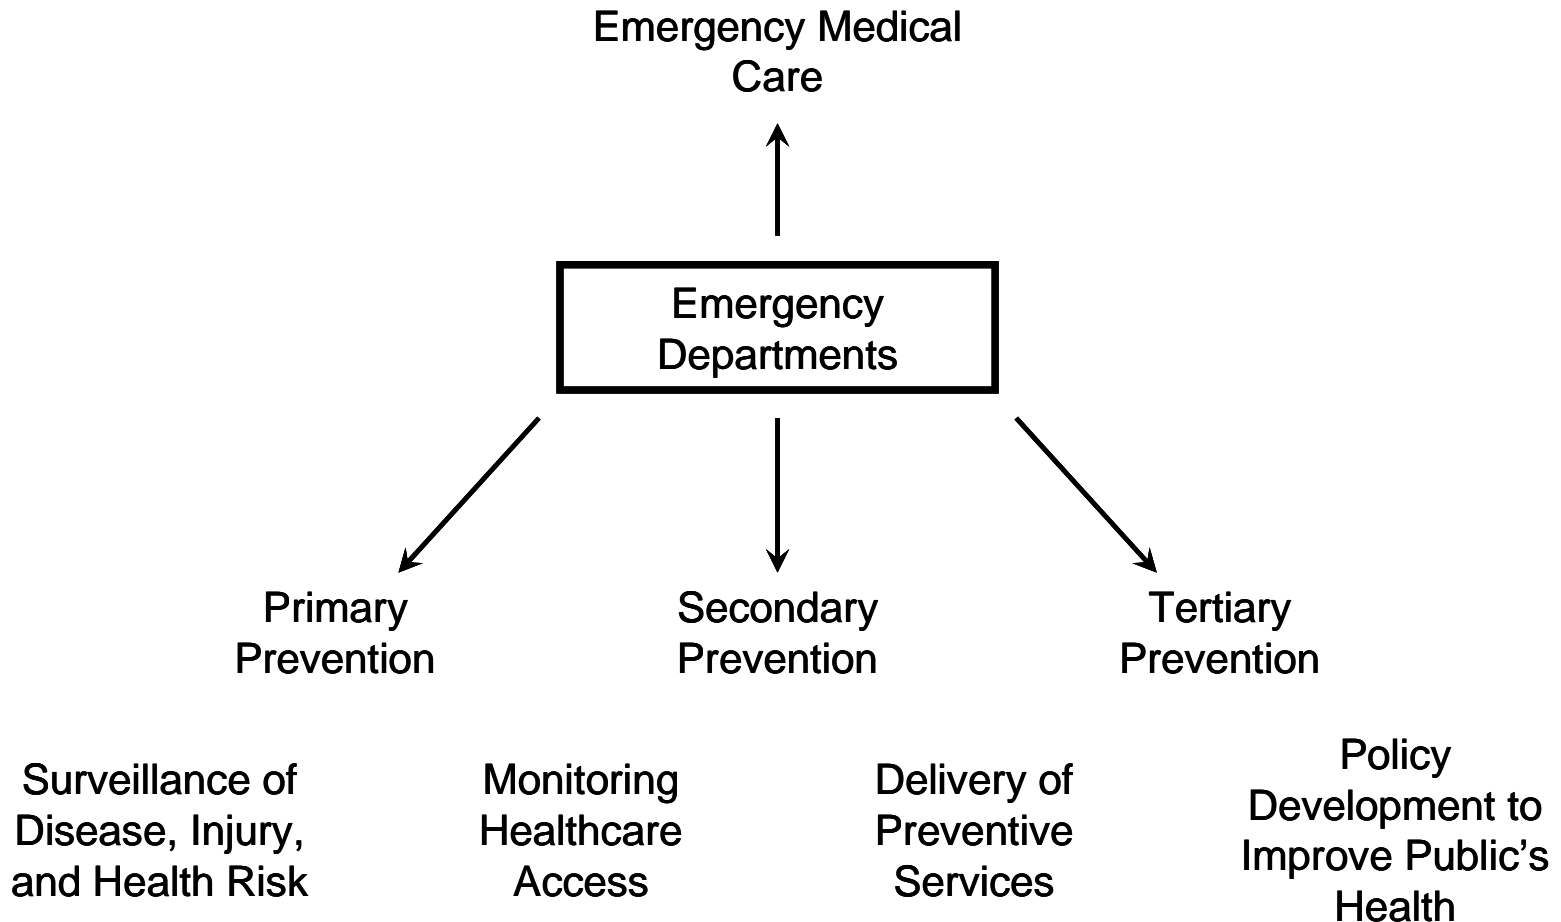 Emergency Medical
Care
Emergency
Departments
Primary
Prevention
Secondary
Prevention
Tertiary
Prevention
Surveillance of
Disease, Injury,
and Health Risk
Monitoring
Healthcare
Access
Delivery of
Preventive
Services
Policy
Development to
Improve Public’s
Health